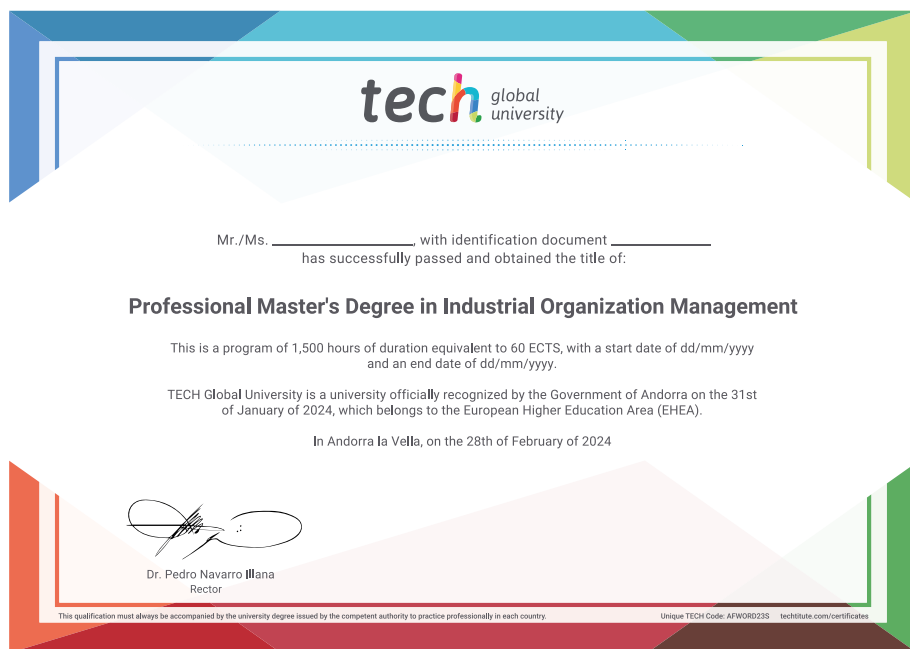 tech global
university
Mr./Ms. ____________________, with identification document ______________
has successfully passed and obtained the title of:
Professional Master's Degree in Industrial Organization Management
This is a program of 1,500 hours of duration equivalent to 60 ECTS, with a start date of dd/mm/yyyy
and an end date of dd/mm/yyyy.
TECH Global University is a university officially recognized by the Government of Andorra on the 31st
of January of 2024, which belongs to the European Higher Education Area (EHEA).
In Andorra la Vella, on the 28th of February of 2024
Dr. Pedro Navarro Illana
Rector
This qualification must always be accompanied by the university degree issued by the competent authority to practice professionally in each country.
Unique TECH Code: AFWORD23S techtitute.com/certificates